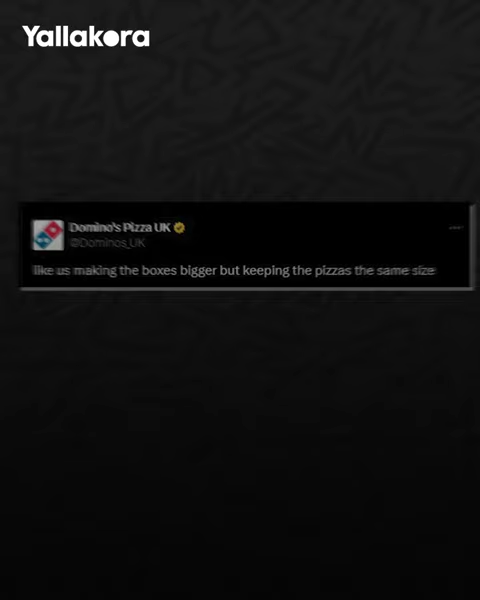 Yallakora
Domino's Pizza UK
@Dominos_UK
like us making the boxes bigger but keeping the pizzas the same size